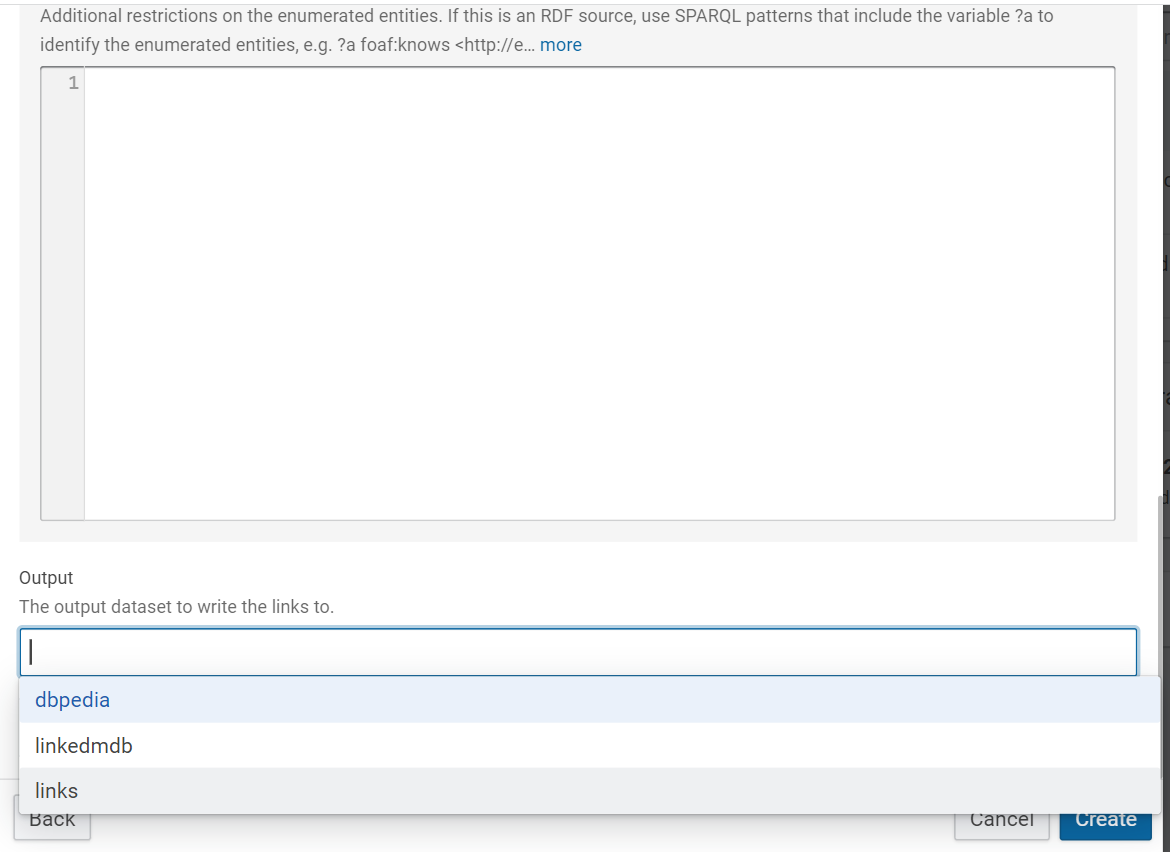 Additional restrictions on the enumerated entities. If this is an RDF source, use SPARQL patterns that include the variable ?a to
identify the enumerated entities, e.g. ?a foaf:knows <http://e... more
1
Output
The output dataset to write the links to.
dbpedia
linkedmdb
links
Back Cancel Create